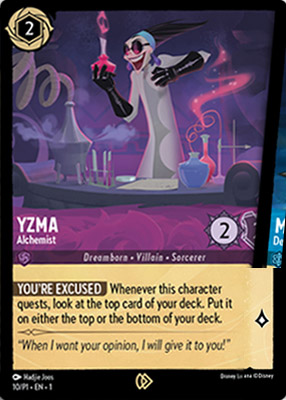 2
YZMA
Alchemist
2
M
De
Dreamborn • Villain • Sorcerer
YOU'RE EXCUSED Whenever this character
quests, look at the top card of your deck. Put it
on either the top or the bottom of your deck.
"When I want your opinion, I will give it to you!"
Hadjie Joos
10/P1 • EN • 1
©Disney